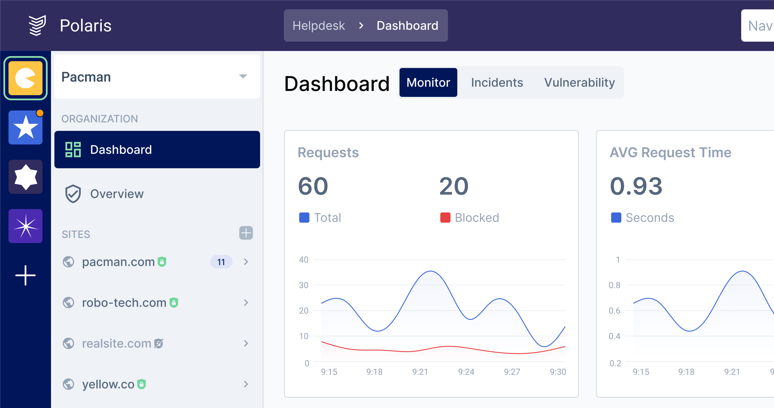 Polaris
Helpdesk > Dashboard
Nav
Pacman
ORGANIZATION
Dashboard
Overview
SITES
pacman.com 11
robo-tech.com
realsite.com
yellow.co
Dashboard Monitor Incidents Vulnerability
Requests
60 20
Total Blocked
40
30
20
10
0
9:15 9:18 9:21 9:24 9:27 9:30
AVG Request Time
0.93
Seconds
1
0.8
0.6
0.4
0.2
9:15 9:18 9:21